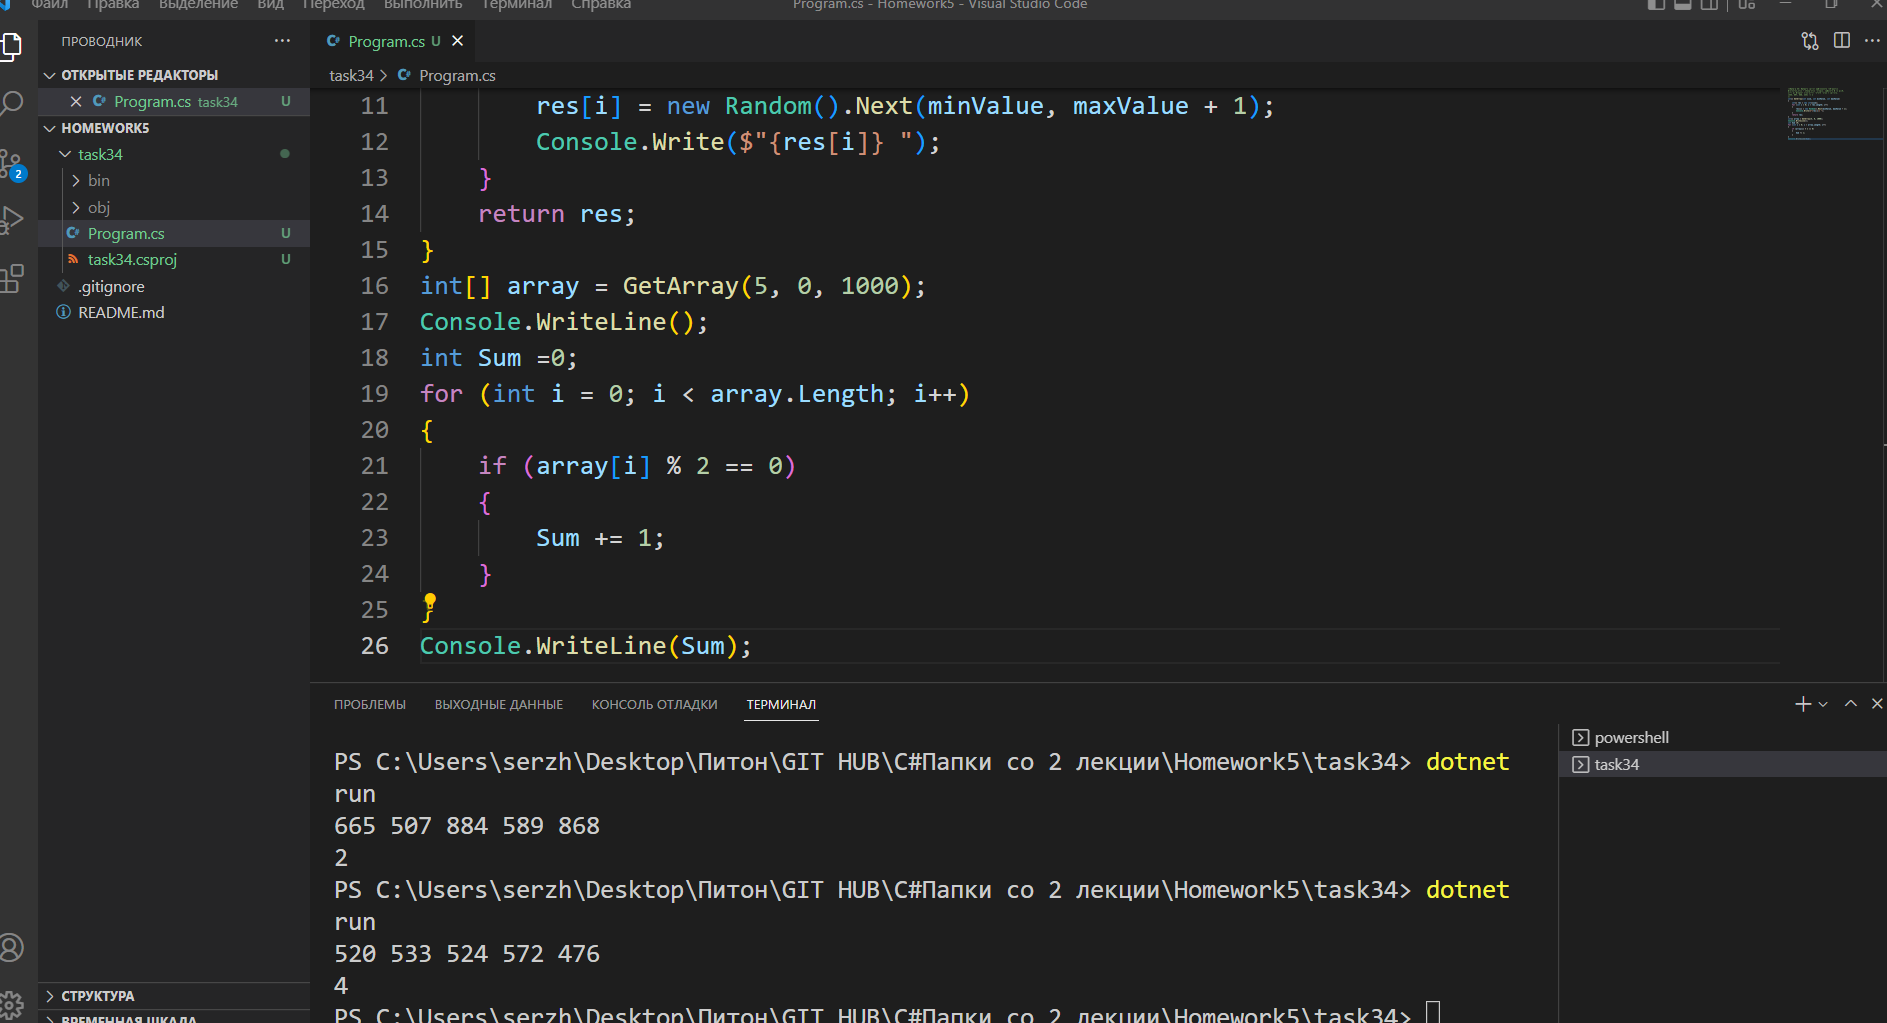 Файл Правка Выделение Вид Переход Выполнить Терминал Справка Program.cs - Homework5 - Visual Studio Code
ПРОВОДНИК
ОТКРЫТЫЕ РЕДАКТОРЫ
Program.cs task34 U
HOMEWORK5
task34
bin
obj
Program.cs U
task34.csproj U
.gitignore
README.md
2
СТРУКТУРА
ВРЕМЕННАЯ ШКАЛА
Program.cs U
task34 > Program.cs
11 res[i] = new Random().Next(minValue, maxValue + 1);
12 Console.Write($"{res[i]} ");
13 }
14 return res;
15 }
16 int[] array = GetArray(5, 0, 1000);
17 Console.WriteLine();
18 int Sum =0;
19 for (int i = 0; i < array.Length; i++)
20 {
21 if (array[i] % 2 == 0)
22 {
23 Sum += 1;
24 }
25 }
26 Console.WriteLine(Sum);
ПРОБЛЕМЫ ВЫХОДНЫЕ ДАННЫЕ КОНСОЛЬ ОТЛАДКИ ТЕРМИНАЛ
PS C:\Users\serzh\Desktop\Питон\GIT HUB\C#Папки со 2 лекции\Homework5\task34> dotnet
run
665 507 884 589 868
2
PS C:\Users\serzh\Desktop\Питон\GIT HUB\C#Папки со 2 лекции\Homework5\task34> dotnet
run
520 533 524 572 476
4
PS C:\Users\serzh\Desktop\Питон\GIT HUB\C#Папки со 2 лекции\Homework5\task34>
powershell
task34